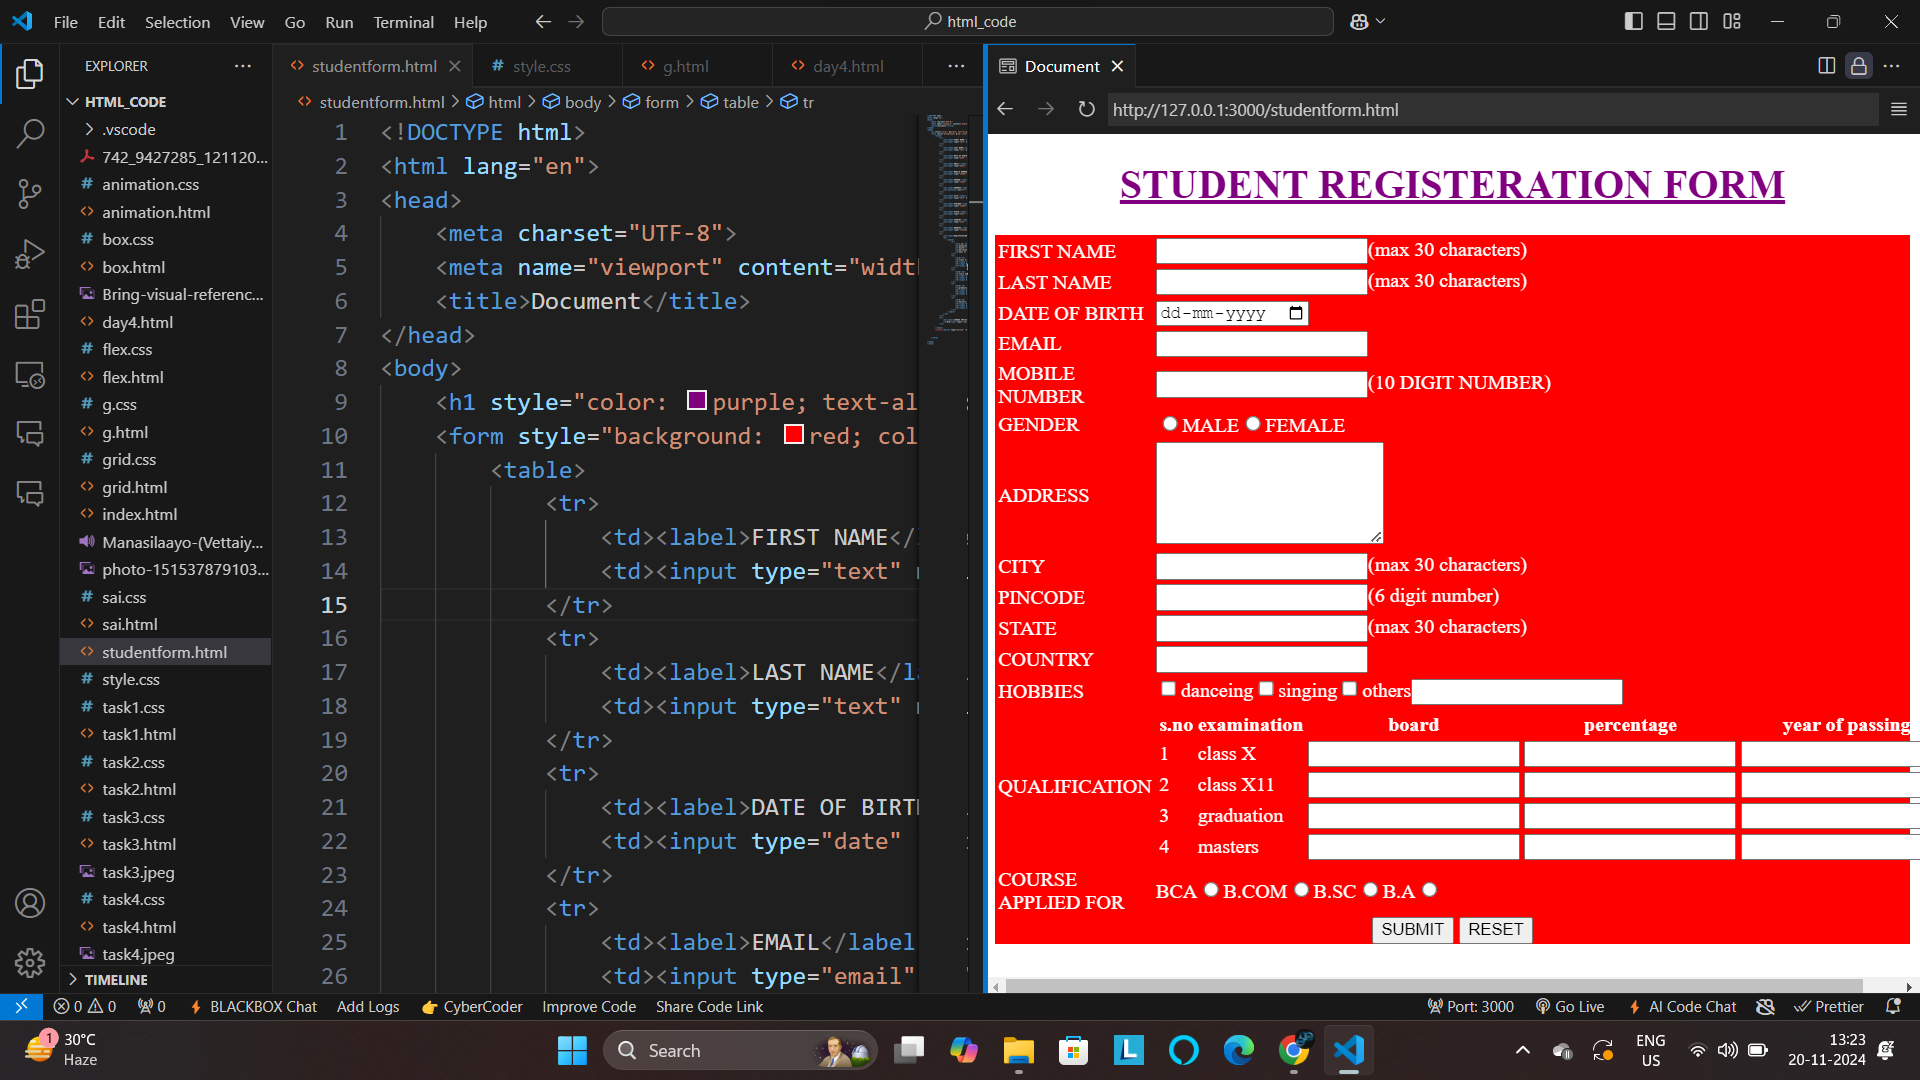 File Edit Selection View Go Run Terminal Help
html_code
EXPLORER
HTML_CODE
.vscode
742_9427285_121120...
animation.css
animation.html
box.css
box.html
Bring-visual-referenc...
day4.html
flex.css
flex.html
g.css
g.html
grid.css
grid.html
index.html
Manasilaayo-(Vettaiy...
photo-151537879103...
sai.css
sai.html
studentform.html
style.css
task1.css
task1.html
task2.css
task2.html
task3.css
task3.html
task3.jpeg
task4.css
task4.html
task4.jpeg
TIMELINE
studentform.html # style.css g.html day4.html
studentform.html > html > body > form > table > tr
1 <!DOCTYPE html>
2 <html lang="en">
3 <head>
4 <meta charset="UTF-8">
5 <meta name="viewport" content="widt
6 <title>Document</title>
7 </head>
8 <body>
9 <h1 style="color: purple; text-al
10 <form style="background: red; col
11 <table>
12 <tr>
13 <td><label>FIRST NAME</
14 <td><input type="text"
15 </tr>
16 <tr>
17 <td><label>LAST NAME</l
18 <td><input type="text"
19 </tr>
20 <tr>
21 <td><label>DATE OF BIRT
22 <td><input type="date"
23 </tr>
24 <tr>
25 <td><label>EMAIL</label
26 <td><input type="email"
Document
http://127.0.0.1:3000/studentform.html
STUDENT REGISTERATION FORM
FIRST NAME (max 30 characters)
LAST NAME (max 30 characters)
DATE OF BIRTH dd-mm-yyyy
EMAIL
MOBILE
NUMBER (10 DIGIT NUMBER)
GENDER MALE FEMALE
ADDRESS
CITY (max 30 characters)
PINCODE (6 digit number)
STATE (max 30 characters)
COUNTRY
HOBBIES danceing singing others
s.no examination board percentage year of passing
1 class X
QUALIFICATION 2 class X11
3 graduation
4 masters
COURSE
APPLIED FOR BCA B.COM B.SC B.A
SUBMIT RESET
0 0 0 BLACKBOX Chat Add Logs CyberCoder Improve Code Share Code Link Port: 3000 Go Live AI Code Chat Prettier
1 30°C
Haze
Search
ENG
US
13:23
20-11-2024